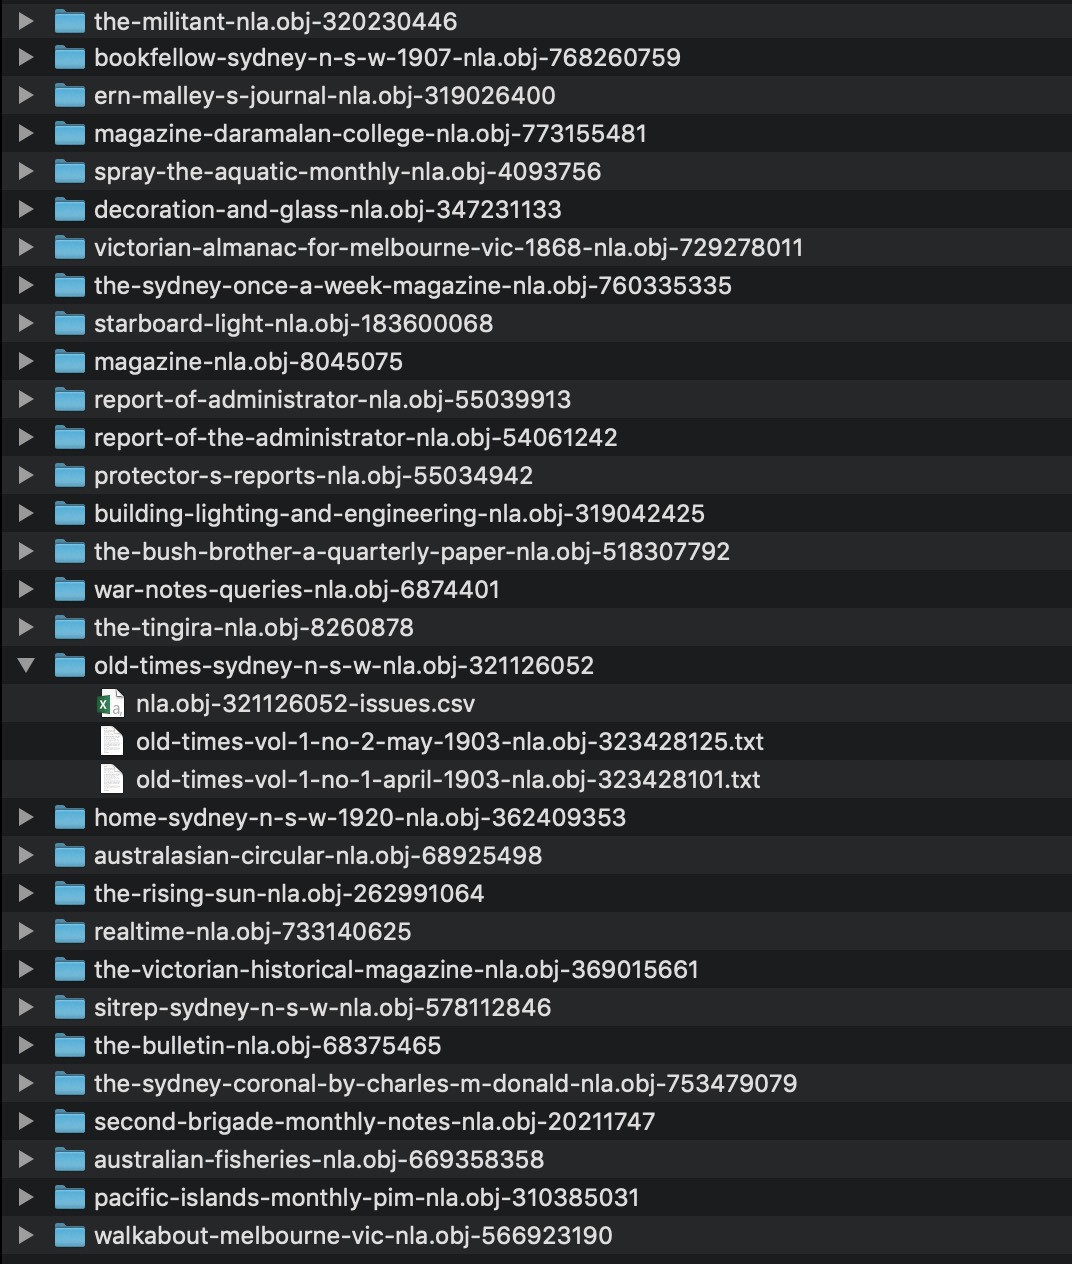 the-militant-nla.obj-320230446
bookfellow-sydney-n-s-w-1907-nla.obj-768260759
ern-malley-s-journal-nla.obj-319026400
magazine-daramalan-college-nla.obj-773155481
spray-the-aquatic-monthly-nla.obj-4093756
decoration-and-glass-nla.obj-347231133
victorian-almanac-for-melbourne-vic-1868-nla.obj-729278011
the-sydney-once-a-week-magazine-nla.obj-760335335
starboard-light-nla.obj-183600068
magazine-nla.obj-8045075
report-of-administrator-nla.obj-55039913
report-of-the-administrator-nla.obj-54061242
protector-s-reports-nla.obj-55034942
building-lighting-and-engineering-nla.obj-319042425
the-bush-brother-a-quarterly-paper-nla.obj-518307792
war-notes-queries-nla.obj-6874401
the-tingira-nla.obj-8260878
old-times-sydney-n-s-w-nla.obj-321126052
nla.obj-321126052-issues.csv
old-times-vol-1-no-2-may-1903-nla.obj-323428125.txt
old-times-vol-1-no-1-april-1903-nla.obj-323428101.txt
home-sydney-n-s-w-1920-nla.obj-362409353
australasian-circular-nla.obj-68925498
the-rising-sun-nla.obj-262991064
realtime-nla.obj-733140625
the-victorian-historical-magazine-nla.obj-369015661
sitrep-sydney-n-s-w-nla.obj-578112846
the-bulletin-nla.obj-68375465
the-sydney-coronal-by-charles-m-donald-nla.obj-753479079
second-brigade-monthly-notes-nla.obj-20211747
australian-fisheries-nla.obj-669358358
pacific-islands-monthly-pim-nla.obj-310385031
walkabout-melbourne-vic-nla.obj-566923190